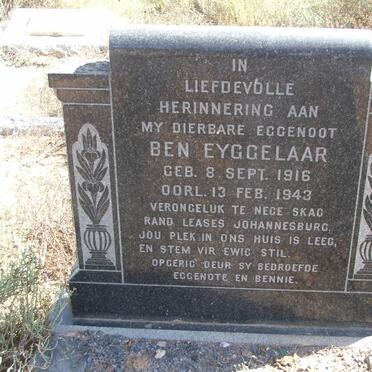 IN
LIEFDEVOLLE
HERINNERING AAN
MY DIERBARE EGGENOOT
BEN EYGGELAAR
GEB. 8 SEPT. 1916
OORL. 13 FEB. 1943
VERONGELUK TE NEGE SKAG
RAND LEASES JOHANNESBURG.
JOU PLEK IN ONS HUIS IS LEEG,
EN STEM VIR EWIG STIL.
OPGERIG DEUR SY BEDROEFDE
EGGENOTE EN BENNIE.